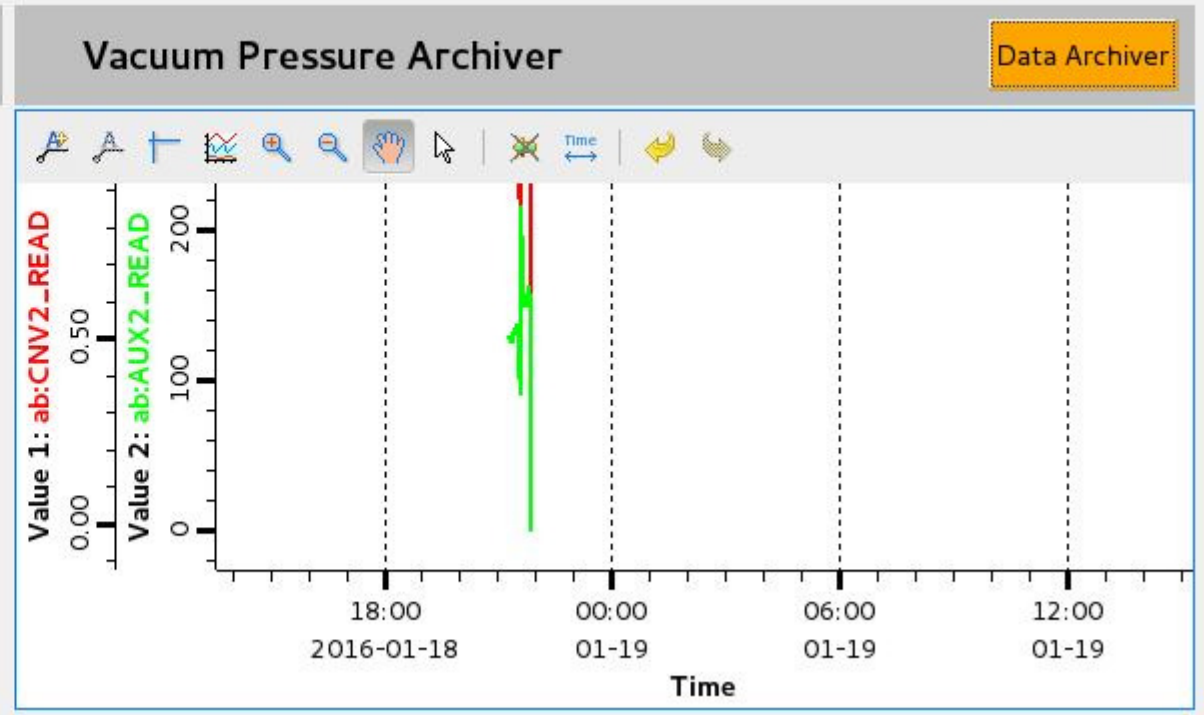 Vacuum Pressure Archiver
Data Archiver
Time
Value 1: ab:CNV2_READ
0.50
0.00
Value 2: ab:AUX2_READ
200
100
0
18:00 00:00 06:00 12:00
2016-01-18 01-19 01-19 01-19
Time